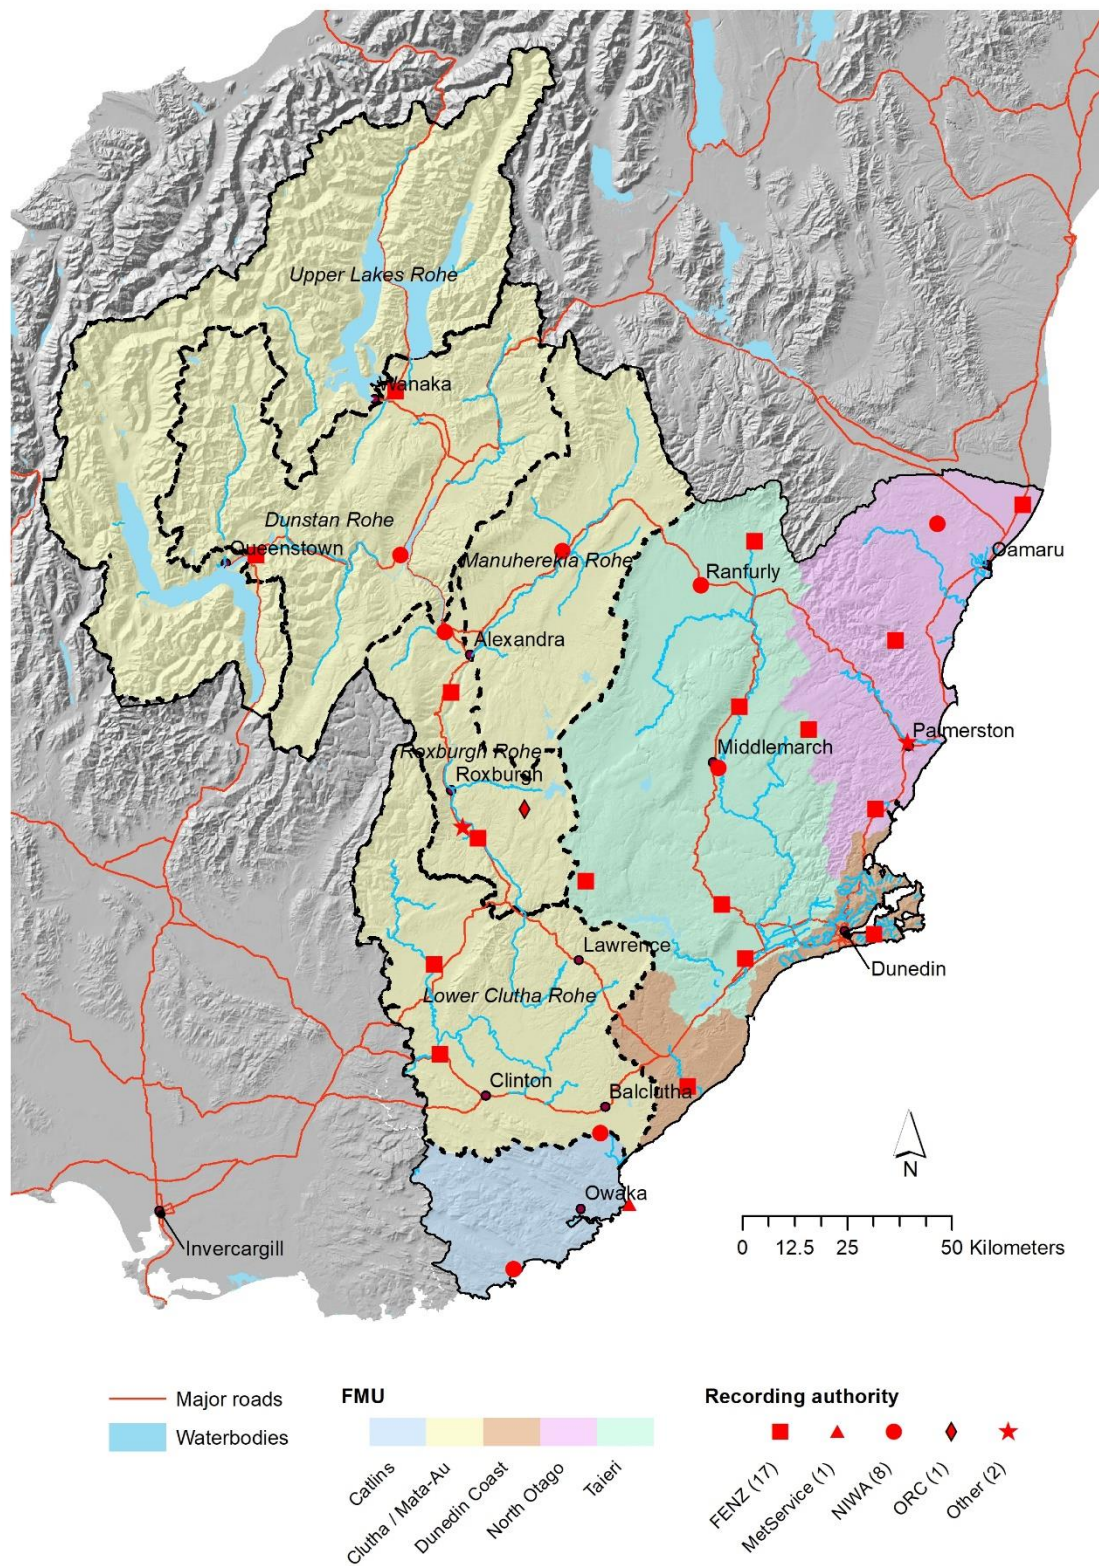 Upper Lakes Rohe
Wanaka
Dunstan Rohe
Queenstown
Manuherekia Rohe
Ranfurly
Oamaru
Alexandra
Palmerston
Middlemarch
Roxburgh Rohe
Roxburgh
Lawrence
Dunedin
Lower Clutha Rohe
Clinton
Balclutha
N
Owaka
Invercargill
0 12.5 25 50 Kilometers
Major roads
Waterbodies
FMU
Catlins
Clutha / Mata-Au
Dunedin Coast
North Otago
Taieri
Recording authority
FENZ (17)
MetService (1)
NIWA (8)
ORC (1)
Other (2)